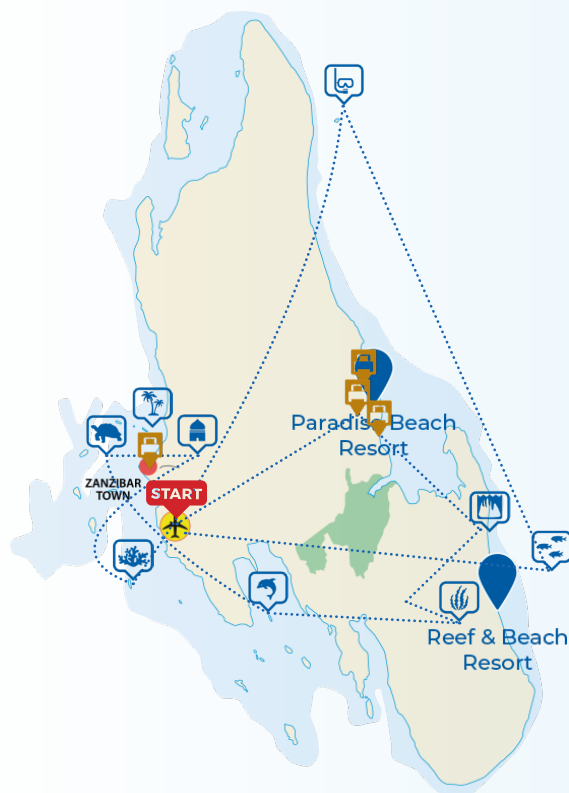 Paradise Beach
Resort
ZANZIBAR
TOWN
START
Reef & Beach
Resort